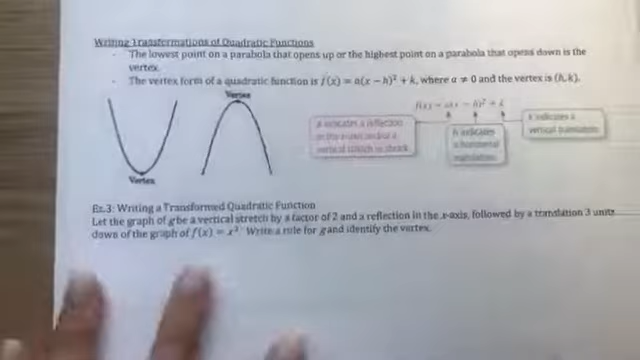 Writing Transformations of Quadratic Functions
- The lowest point on a parabola that opens up or the highest point on a parabola that opens down is the
vertex.
- The vertex form of a quadratic function is f(x) = a(x − h)² + k, where a ≠ 0 and the vertex is (h, k).
Vertex
Vertex
f(x) = a(x − h)² + k
a indicates a reflection
in the x-axis and/or a
vertical stretch or shrink
h indicates
a horizontal
translation
k indicates a
vertical translation
Ex.3: Writing a Transformed Quadratic Function
Let the graph of g be a vertical stretch by a factor of 2 and a reflection in the x-axis, followed by a translation 3 units
down of the graph of f(x) = x². Write a rule for g and identify the vertex.